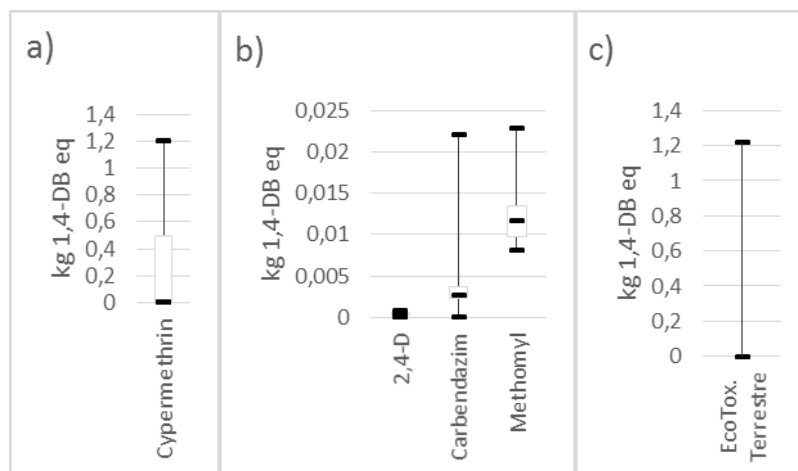 a)
kg 1,4-DB eq
1,4
1,2
1
0,8
0,6
0,4
0,2
0
Cypermethrin
b)
kg 1,4-DB eq
0,025
0,02
0,015
0,01
0,005
0
2,4-D
Carbendazim
Methomyl
c)
kg 1,4-DB eq
1,4
1,2
1
0,8
0,6
0,4
0,2
0
EcoTox.
Terrestre